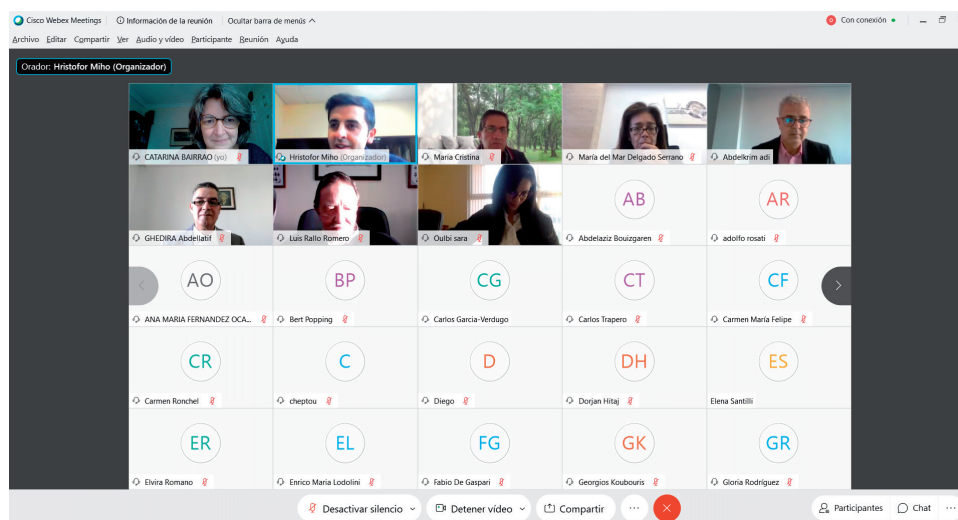 Cisco Webex Meetings Información de la reunión Ocultar barra de menús Con conexión
Archivo Editar Compartir Ver Audio y vídeo Participante Reunión Ayuda
Orador: Hristofor Miho (Organizador)
CATARINA BAIRRAO (yo) Hristofor Miho (Organizador) Maria Cristina María del Mar Delgado Serrano Abdelkrim adi
AB AR
GHEDIRA Abdellatif Luis Rallo Romero Oulbi sara Abdelaziz Bouizgaren adolfo rosati
AO BP CG CT CF
ANA MARIA FERNANDEZ OCA... Bert Popping Carlos Garcia-Verdugo Carlos Trapero Carmen María Felipe
CR C D DH ES
Carmen Ronchel cheptou Diego Dorjan Hitaj Elena Santilli
ER EL FG GK GR
Elvira Romano Enrico Maria Lodolini Fabio De Gaspari Georgios Koubouris Gloria Rodríguez
Desactivar silencio Detener vídeo Compartir ... Participantes Chat ...